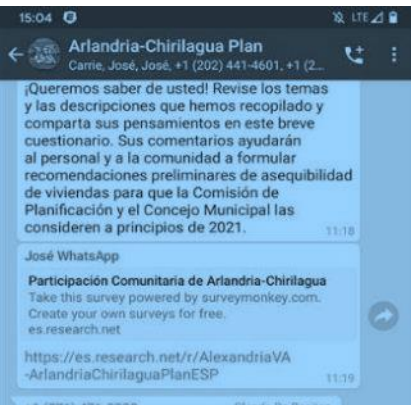 15:04
LTE
Arlandria-Chirilagua Plan
Carrie, José, José, +1 (202) 441-4601, +1 (2...
¡Queremos saber de usted! Revise los temas
y las descripciones que hemos recopilado y
comparta sus pensamientos en este breve
cuestionario. Sus comentarios ayudarán
al personal y a la comunidad a formular
recomendaciones preliminares de asequibilidad
de viviendas para que la Comisión de
Planificación y el Concejo Municipal las
consideren a principios de 2021.
11:18
José WhatsApp
Participación Comunitaria de Arlandria-Chirilagua
Take this survey powered by surveymonkey.com.
Create your own surveys for free.
es.research.net
https://es.research.net/r/AlexandriaVA
-ArlandriaChirilaguaPlanESP
11:19